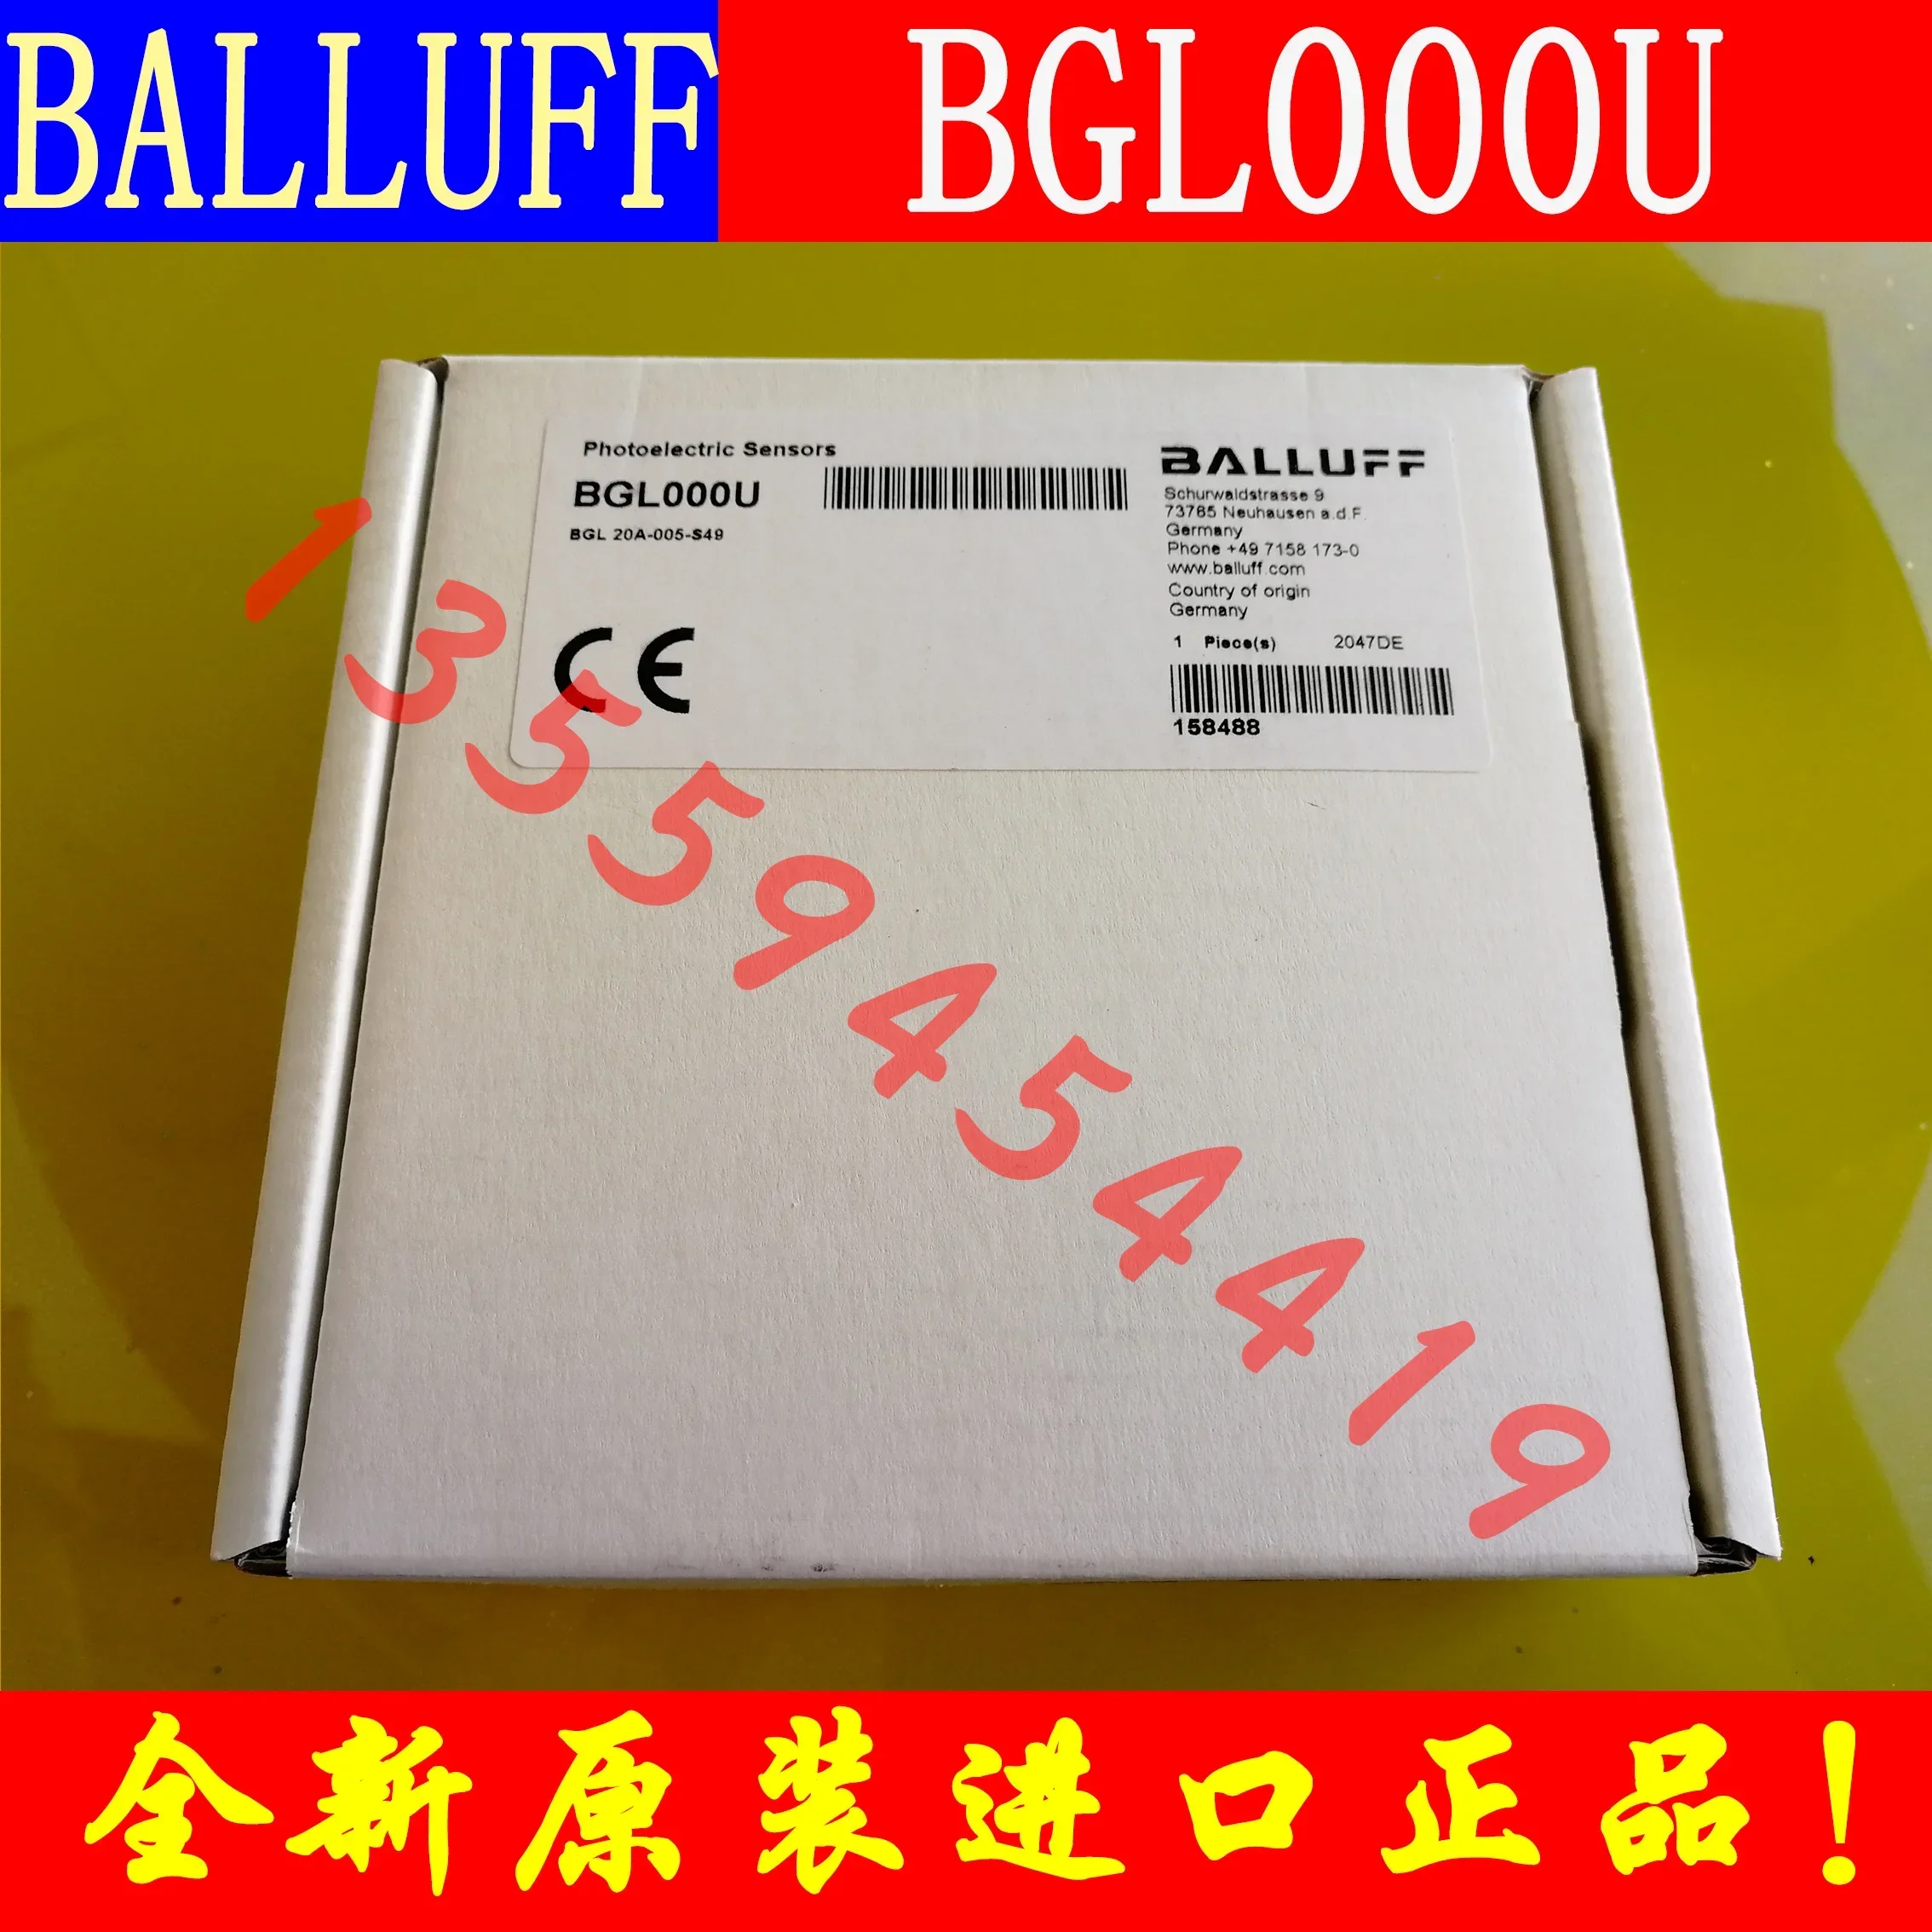 BALLUFF
BGL000U
Photoelectric Sensors
BGL000U
BGL 20A-005-S49
BALLUFF
Schurwaldstrasse 9
73765 Neuhausen a.d.F.
Germany
Phone +49 7158 173-0
www.balluff.com
Country of origin
Germany
1 Piece(s) 2047DE
158488
CE
13559454419
全新原装进口正品！